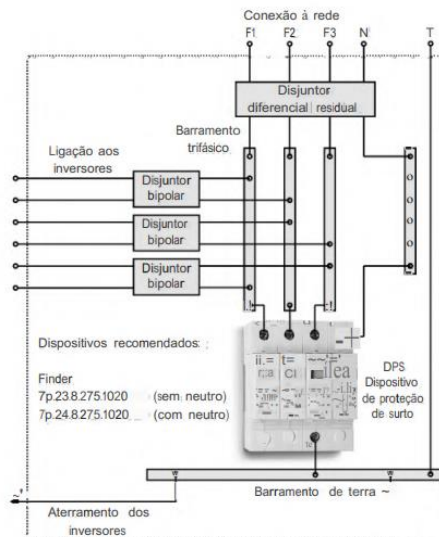 Conexão à rede
F1 F2 F3 N T
Disjuntor
diferencial residual
Barramento
trifásico
Ligação aos
inversores
Disjuntor
bipolar
Disjuntor
bipolar
Disjuntor
bipolar
Dispositivos recomendados:
Finder
7p.23.8.275.1020 (sem neutro)
7p.24.8.275.1020 (com neutro)
DPS
Dispositivo
de proteção
de surto
Barramento de terra ~
Aterramento dos
inversores